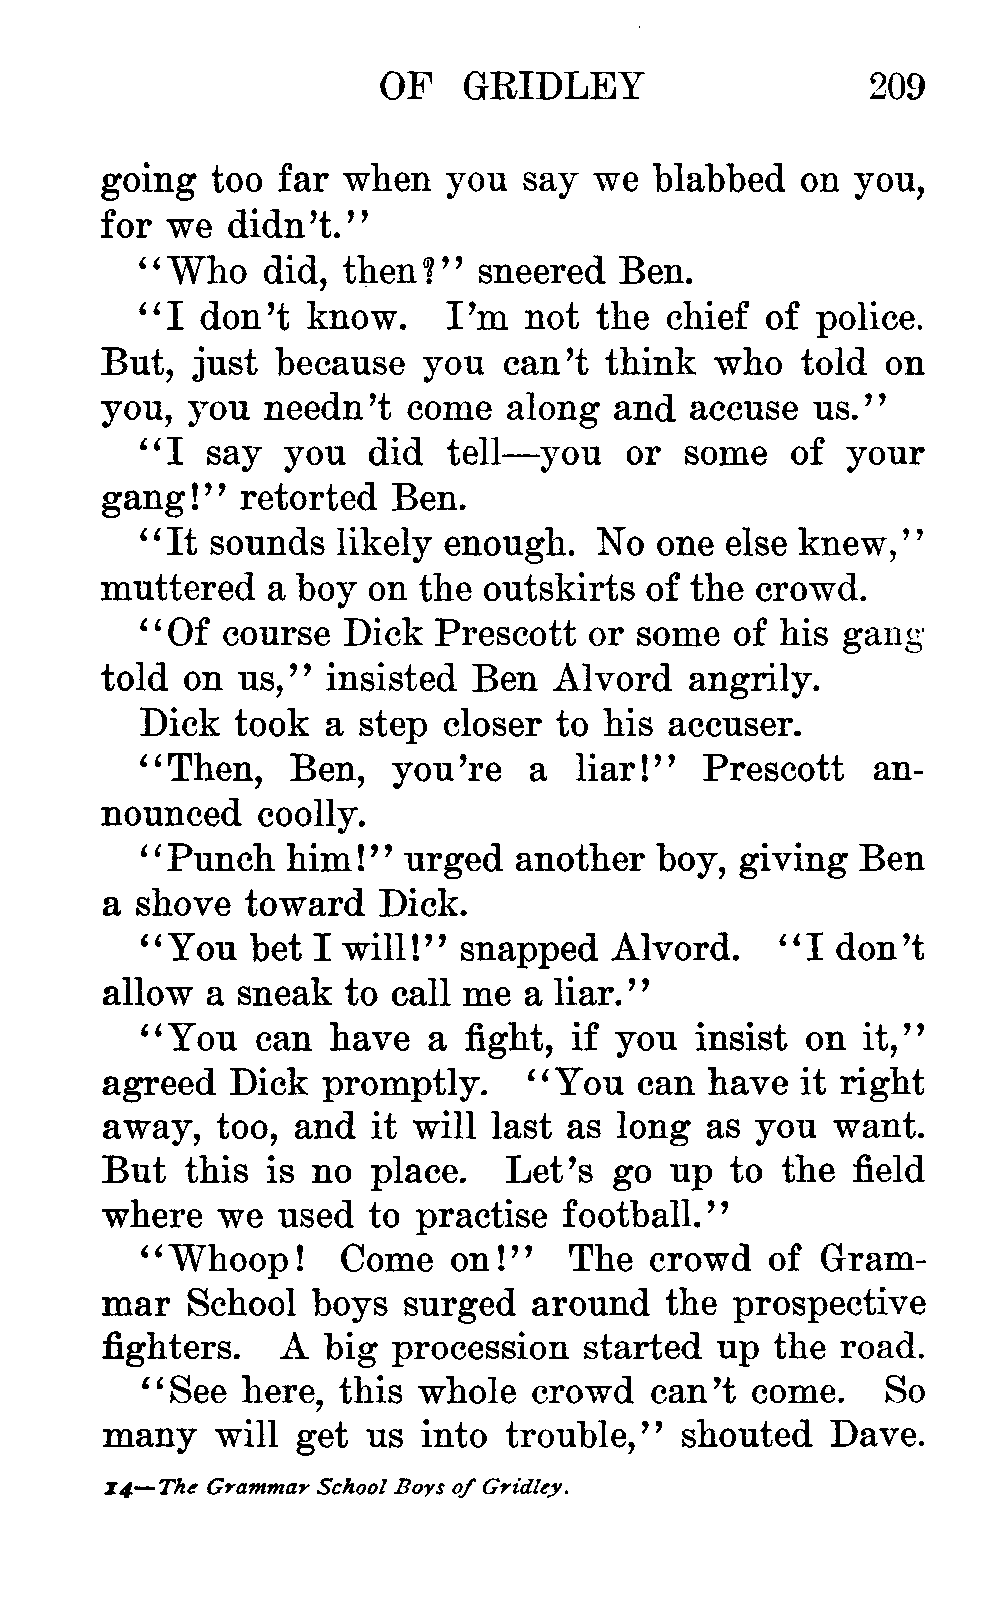 OF GRIDLEY 209
going too far when you say we blabbed on you,
for we didn't."
"Who did, then?" sneered Ben.
"I don't know. I'm not the chief of police.
But, just because you can't think who told on
you, you needn't come along and accuse us."
"I say you did tell—you or some of your
gang!" retorted Ben.
"It sounds likely enough. No one else knew,"
muttered a boy on the outskirts of the crowd.
"Of course Dick Prescott or some of his gang
told on us," insisted Ben Alvord angrily.
Dick took a step closer to his accuser.
"Then, Ben, you're a liar!" Prescott an-
nounced coolly.
"Punch him!" urged another boy, giving Ben
a shove toward Dick.
"You bet I will!" snapped Alvord. "I don't
allow a sneak to call me a liar."
"You can have a fight, if you insist on it,"
agreed Dick promptly. "You can have it right
away, too, and it will last as long as you want.
But this is no place. Let's go up to the field
where we used to practise football."
"Whoop! Come on!" The crowd of Gram-
mar School boys surged around the prospective
fighters. A big procession started up the road.
"See here, this whole crowd can't come. So
many will get us into trouble," shouted Dave.
14—The Grammar School Boys of Gridley.